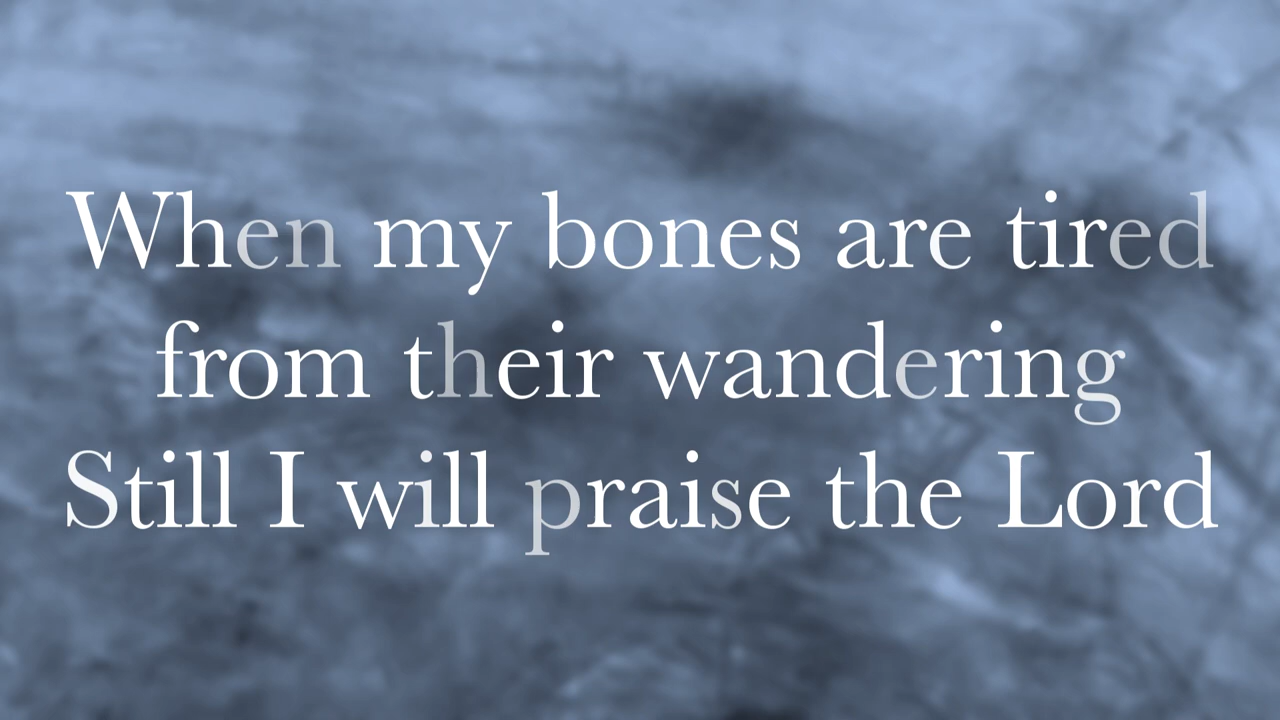 When my bones are tired
from their wandering
Still I will praise the Lord